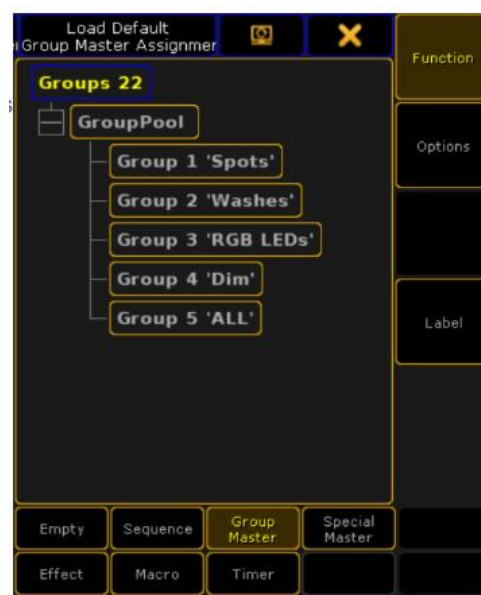 Load Default
Group Master Assignmer
Function
Groups 22
GroupPool
Options
Group 1 'Spots'
Group 2 'Washes'
Group 3 'RGB LEDs'
Group 4 'Dim'
Group 5 'ALL'
Label
Empty
Sequence
Group
Master
Special
Master
Effect
Macro
Timer